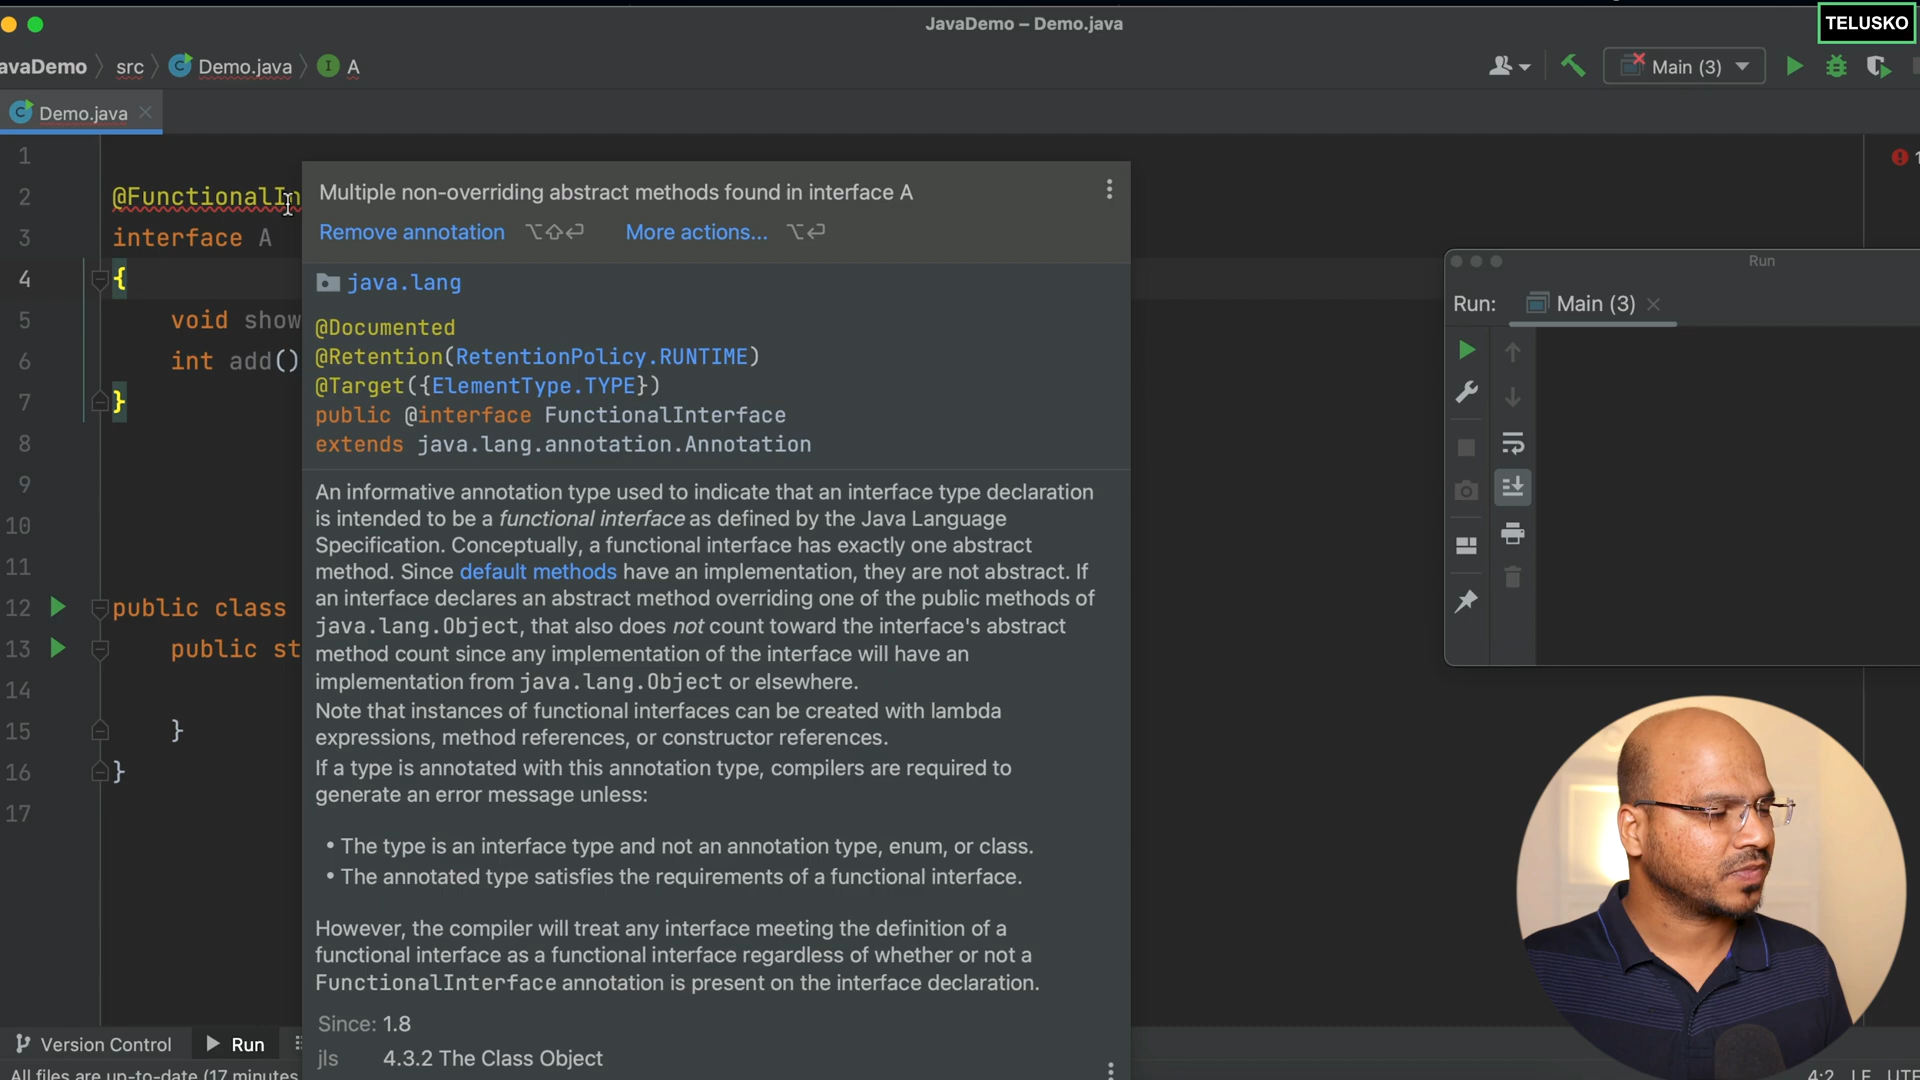 JavaDemo – Demo.java
TELUSKO
avaDemo src Demo.java I A
Main (3)
C Demo.java
1
2 @FunctionalIn
3 interface A
4 {
5 void show
6 int add()
7 }
8
9
10
11
12 public class
13 public st
14
15 }
16 }
17
Multiple non-overriding abstract methods found in interface A
Remove annotation ⌥⇧⏎ More actions... ⌥⏎
java.lang
@Documented
@Retention(RetentionPolicy.RUNTIME)
@Target({ElementType.TYPE})
public @interface FunctionalInterface
extends java.lang.annotation.Annotation
An informative annotation type used to indicate that an interface type declaration
is intended to be a functional interface as defined by the Java Language
Specification. Conceptually, a functional interface has exactly one abstract
method. Since default methods have an implementation, they are not abstract. If
an interface declares an abstract method overriding one of the public methods of
java.lang.Object, that also does not count toward the interface's abstract
method count since any implementation of the interface will have an
implementation from java.lang.Object or elsewhere.
Note that instances of functional interfaces can be created with lambda
expressions, method references, or constructor references.
If a type is annotated with this annotation type, compilers are required to
generate an error message unless:
• The type is an interface type and not an annotation type, enum, or class.
• The annotated type satisfies the requirements of a functional interface.
However, the compiler will treat any interface meeting the definition of a
functional interface as a functional interface regardless of whether or not a
FunctionalInterface annotation is present on the interface declaration.
Since: 1.8
jls 4.3.2 The Class Object
1
Run
Run: Main (3)
Version Control Run
All files are up-to-date (17 minutes
4:2 LF UTF